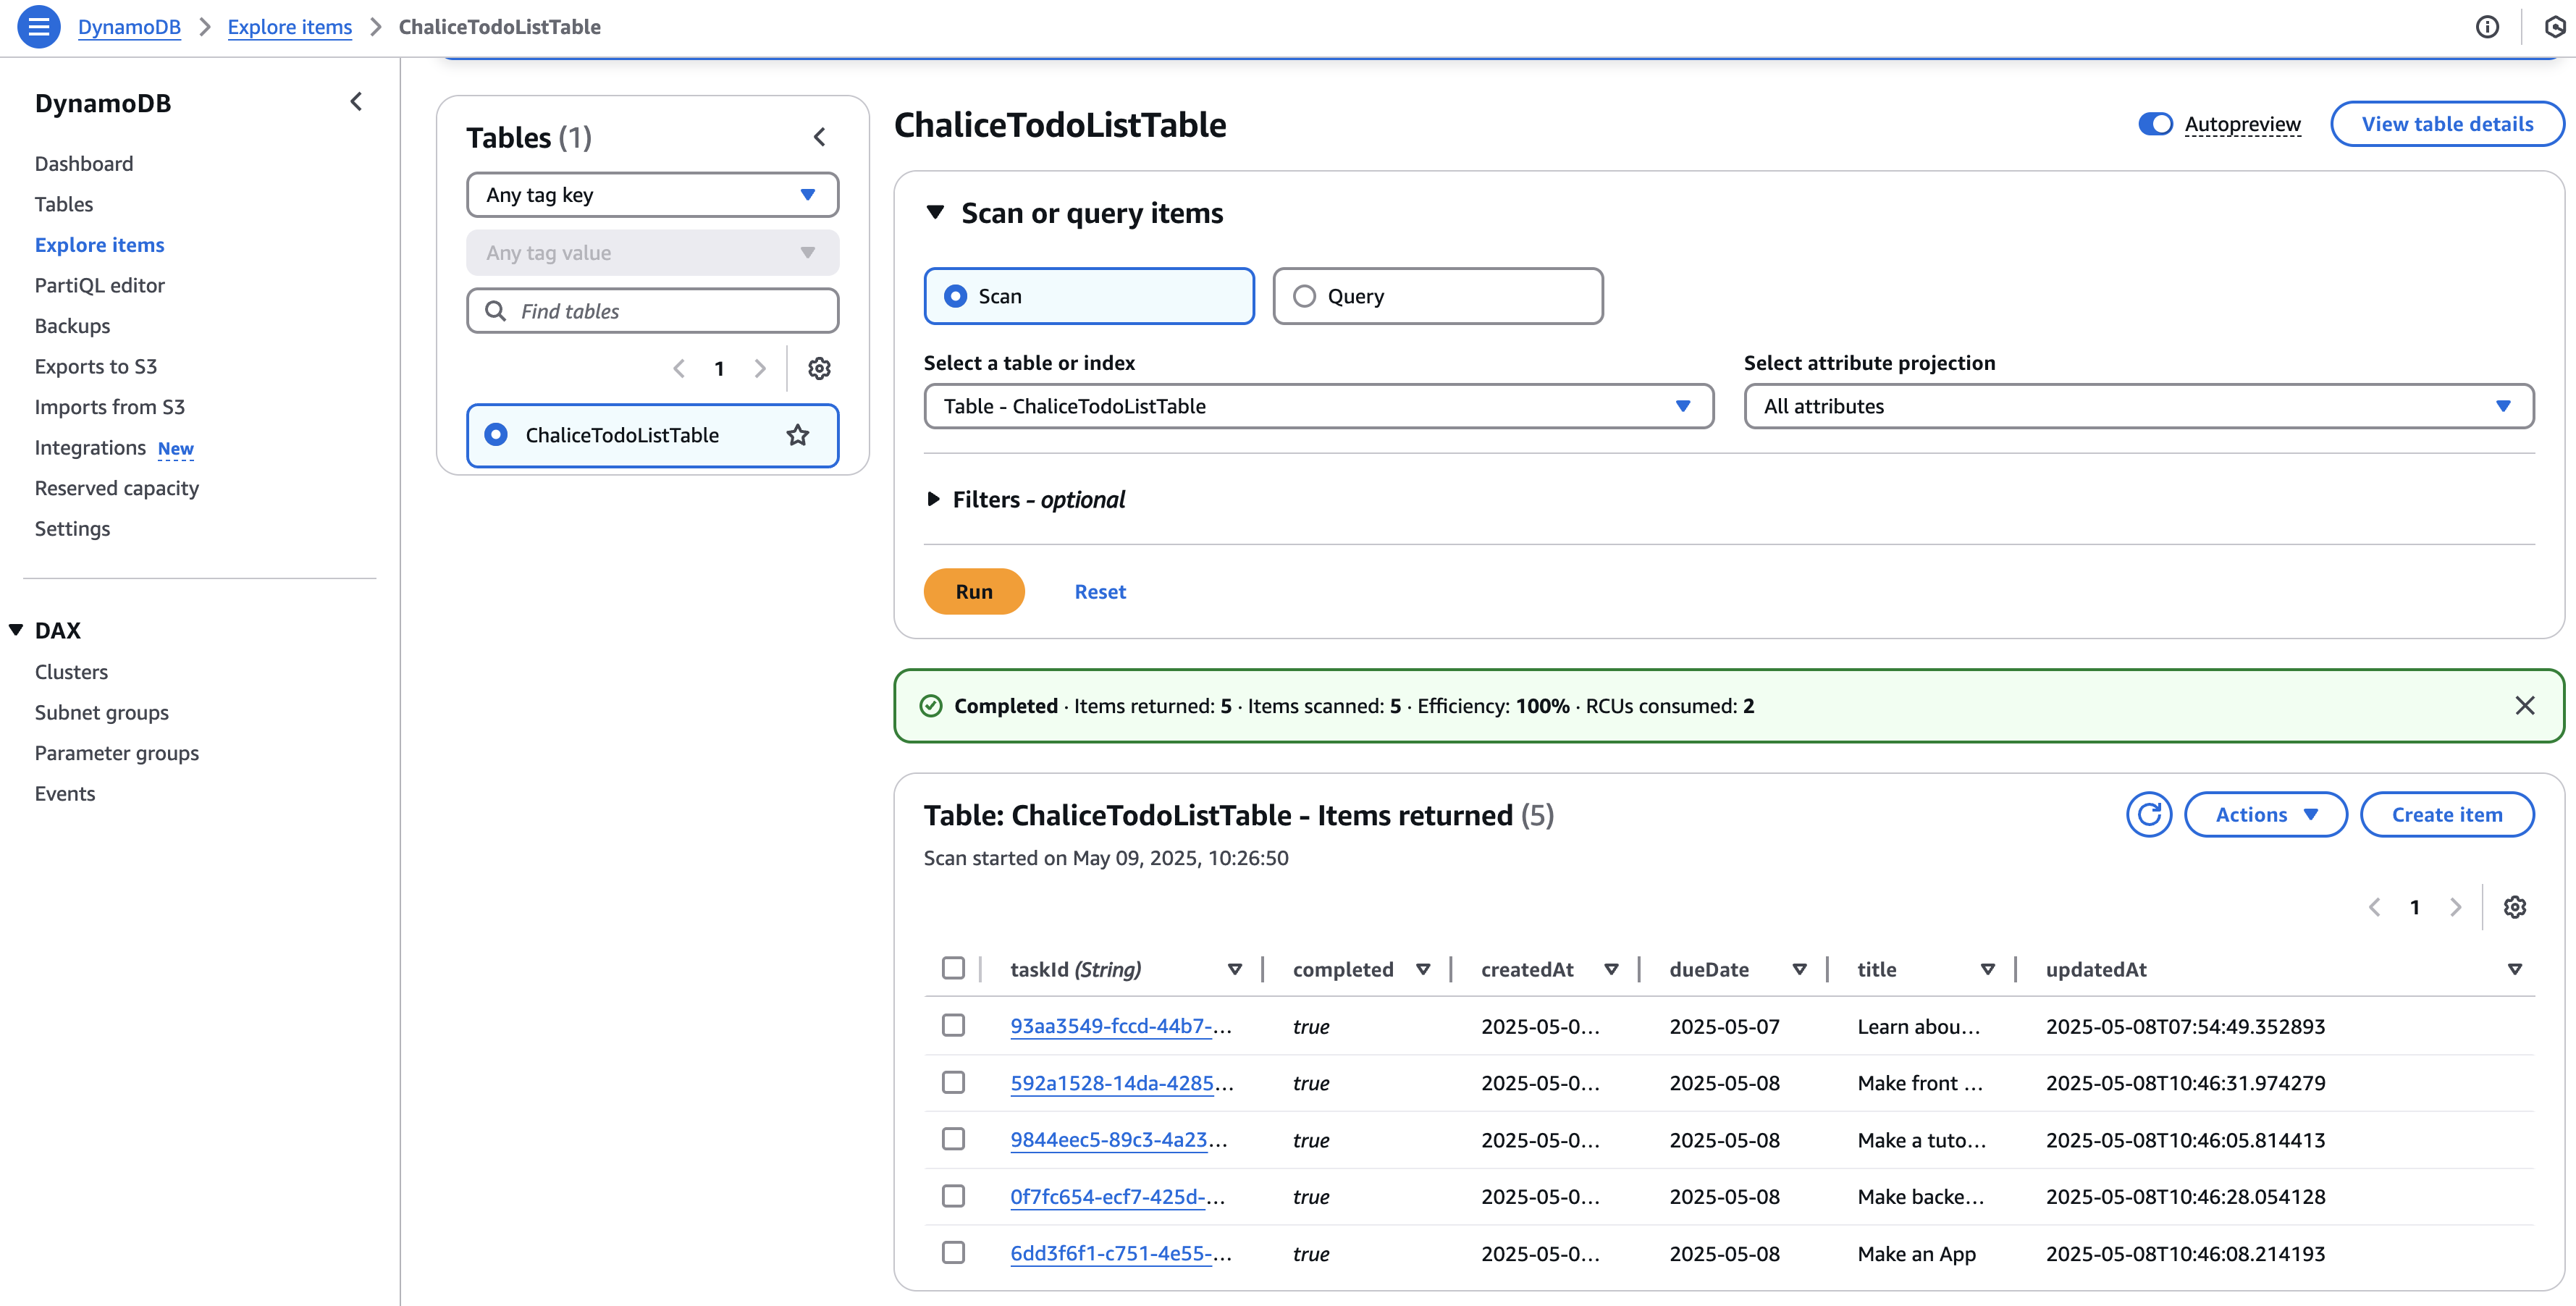 DynamoDB > Explore items > ChaliceTodoListTable
DynamoDB
Dashboard
Tables
Explore items
PartiQL editor
Backups
Exports to S3
Imports from S3
Integrations New
Reserved capacity
Settings
DAX
Clusters
Subnet groups
Parameter groups
Events
Tables (1)
Any tag key
Any tag value
Find tables
1
ChaliceTodoListTable
ChaliceTodoListTable
Autopreview
View table details
Scan or query items
Scan
Query
Select a table or index
Table - ChaliceTodoListTable
Select attribute projection
All attributes
Filters - optional
Run
Reset
Completed · Items returned: 5 · Items scanned: 5 · Efficiency: 100% · RCUs consumed: 2
Table: ChaliceTodoListTable - Items returned (5)
Scan started on May 09, 2025, 10:26:50
Actions
Create item
1
taskId (String) completed createdAt dueDate title updatedAt
93aa3549-fccd-44b7-... true 2025-05-0... 2025-05-07 Learn abou... 2025-05-08T07:54:49.352893
592a1528-14da-4285... true 2025-05-0... 2025-05-08 Make front ... 2025-05-08T10:46:31.974279
9844eec5-89c3-4a23... true 2025-05-0... 2025-05-08 Make a tuto... 2025-05-08T10:46:05.814413
0f7fc654-ecf7-425d-... true 2025-05-0... 2025-05-08 Make backe... 2025-05-08T10:46:28.054128
6dd3f6f1-c751-4e55-... true 2025-05-0... 2025-05-08 Make an App 2025-05-08T10:46:08.214193